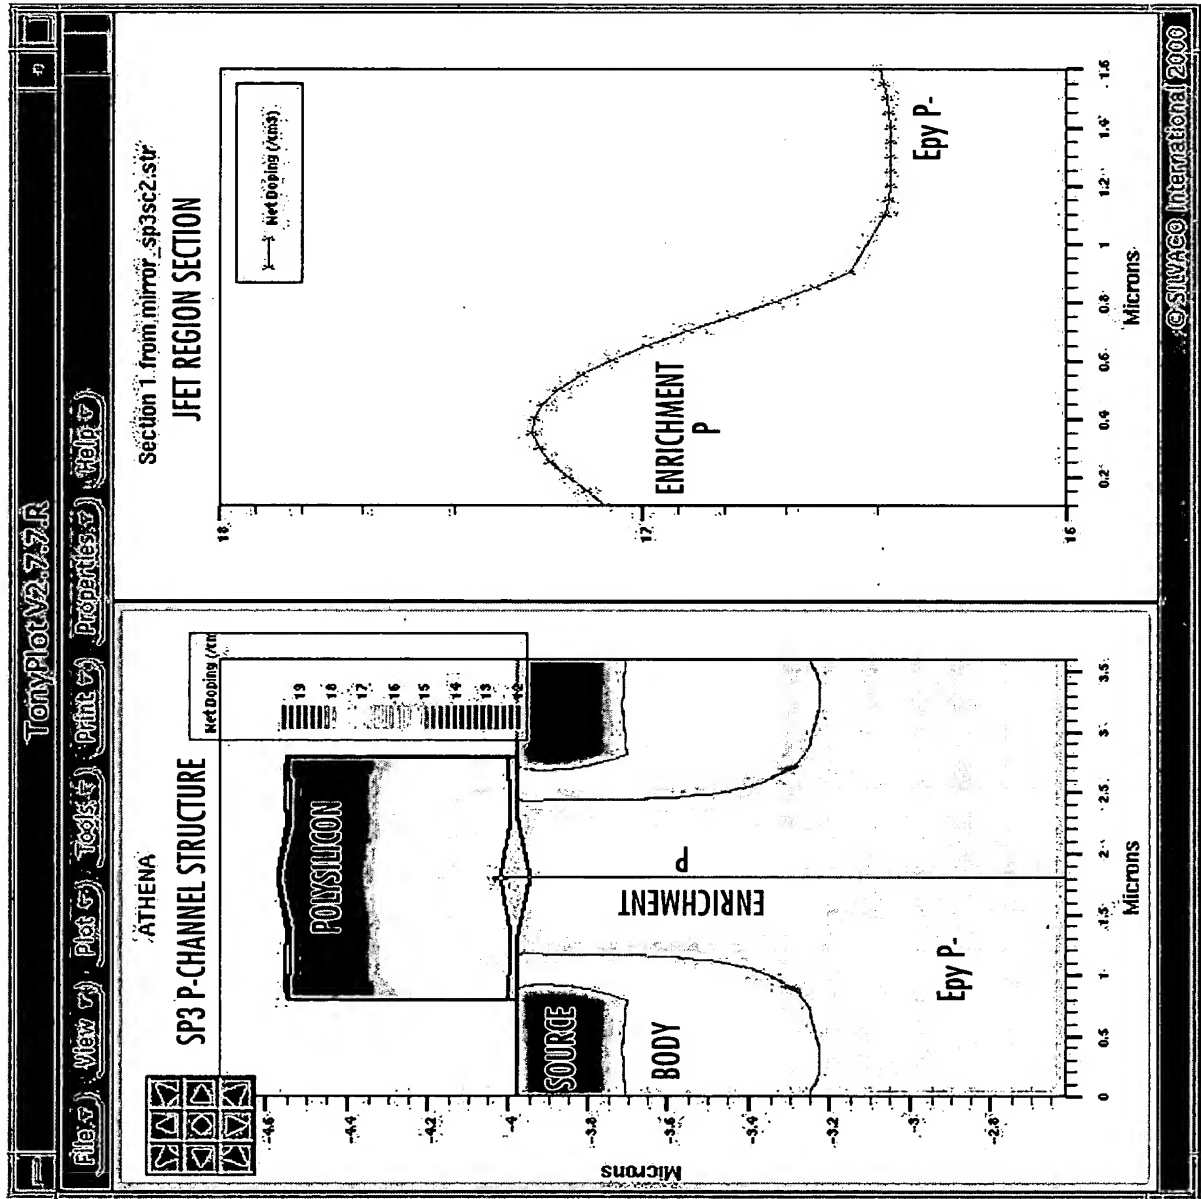 TonyPlot V2.7.7.R
File View Plot Tools Print Properties Help
ATHENA
SP3 P-CHANNEL STRUCTURE
Net Doping (/cm
19
18
17
16
15
14
13
12
POLYSILICON
SOURCE
BODY
ENRICHMENT
P
Epy P-
-4.6
-4.4
-4.2
-4
-3.8
-3.6
-3.4
-3.2
-3
-2.8
Microns
0 0.5 1 1.5 2 2.5 3 3.5
Microns
Section 1 from mirror_sp3sc2.str
JFET REGION SECTION
Net Doping (/cm3)
18
17
16
ENRICHMENT
P
Epy P-
0.2 0.4 0.6 0.8 1 1.2 1.4 1.6
Microns
© SILVACO International 2000